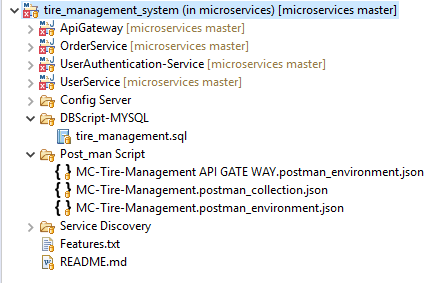 tire_management_system (in microservices) [microservices master]
ApiGateway [microservices master]
OrderService [microservices master]
UserAuthentication-Service [microservices master]
UserService [microservices master]
Config Server
DBScript-MYSQL
tire_management.sql
Post_man Script
MC-Tire-Management API GATE WAY.postman_environment.json
MC-Tire-Management.postman_collection.json
MC-Tire-Management.postman_environment.json
Service Discovery
Features.txt
README.md